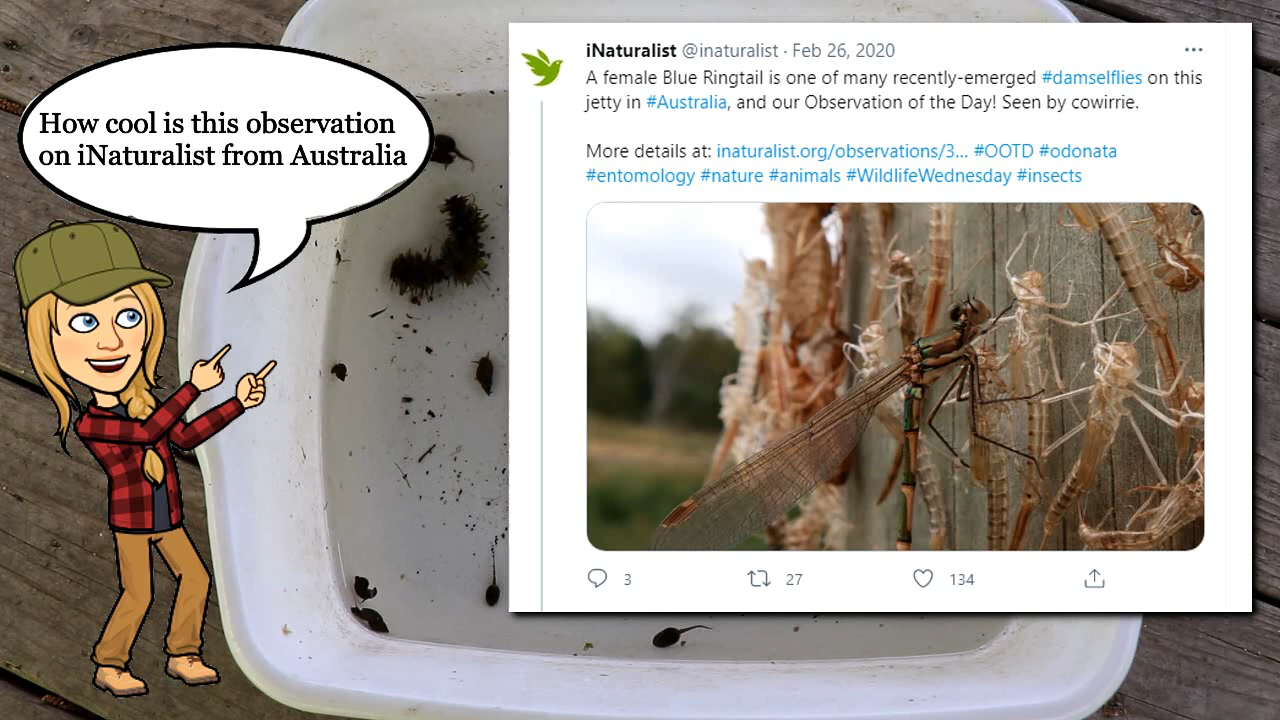 How cool is this observation
on iNaturalist from Australia
iNaturalist @inaturalist · Feb 26, 2020
A female Blue Ringtail is one of many recently-emerged #damselflies on this
jetty in #Australia, and our Observation of the Day! Seen by cowirrie.
More details at: inaturalist.org/observations/3... #OOTD #odonata
#entomology #nature #animals #WildlifeWednesday #insects
3 27 134